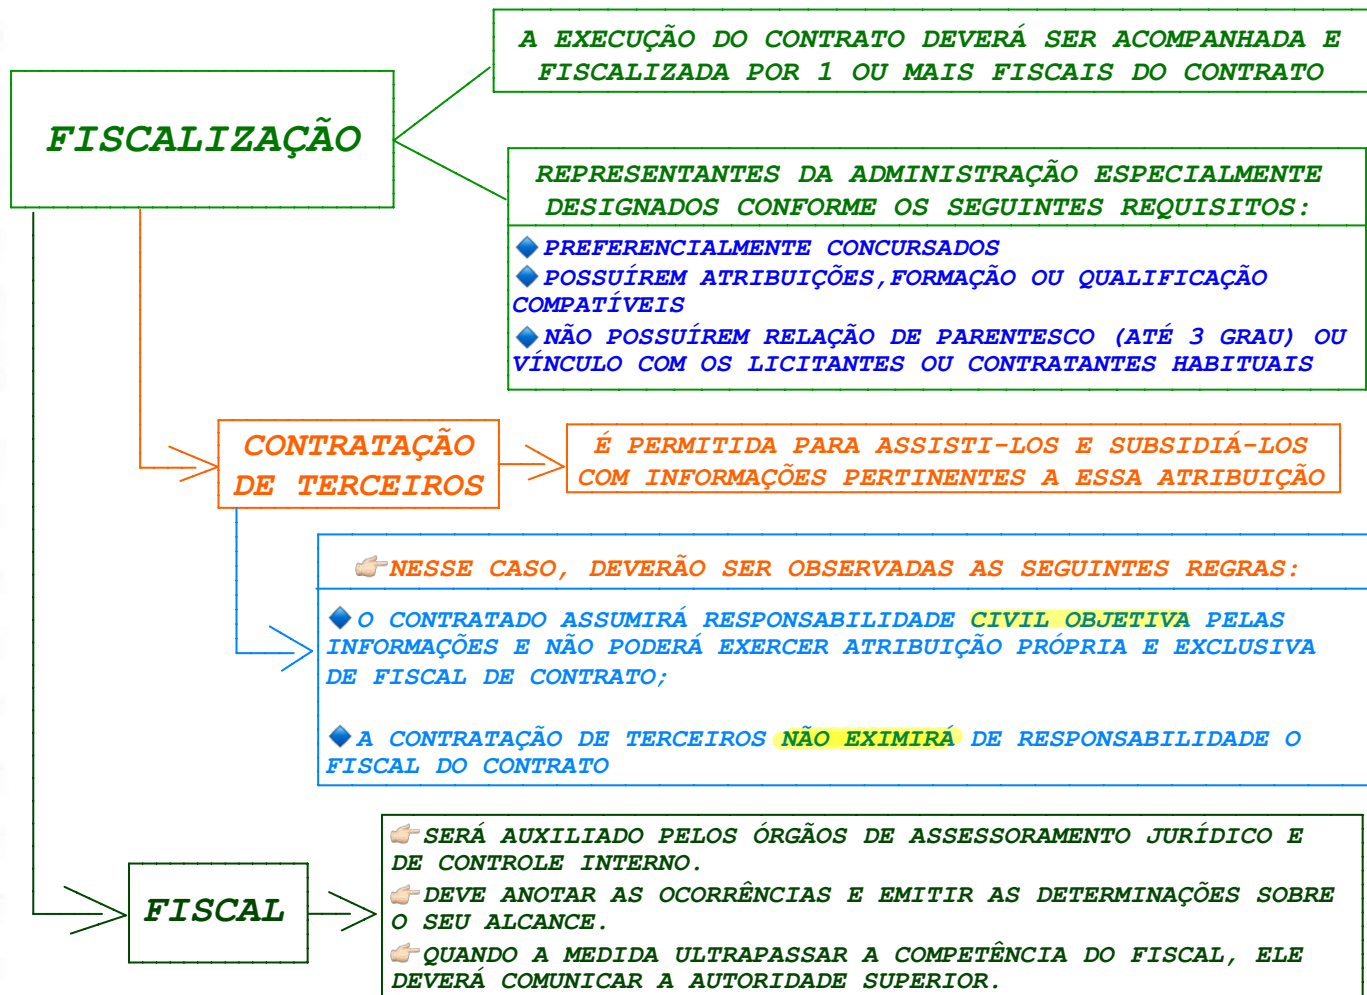 A EXECUÇÃO DO CONTRATO DEVERÁ SER ACOMPANHADA E
FISCALIZADA POR 1 OU MAIS FISCAIS DO CONTRATO
FISCALIZAÇÃO
REPRESENTANTES DA ADMINISTRAÇÃO ESPECIALMENTE
DESIGNADOS CONFORME OS SEGUINTES REQUISITOS:
🔷PREFERENCIALMENTE CONCURSADOS
🔷POSSUÍREM ATRIBUIÇÕES,FORMAÇÃO OU QUALIFICAÇÃO
COMPATÍVEIS
🔷NÃO POSSUÍREM RELAÇÃO DE PARENTESCO (ATÉ 3 GRAU) OU
VÍNCULO COM OS LICITANTES OU CONTRATANTES HABITUAIS
CONTRATAÇÃO
DE TERCEIROS
É PERMITIDA PARA ASSISTI-LOS E SUBSIDIÁ-LOS
COM INFORMAÇÕES PERTINENTES A ESSA ATRIBUIÇÃO
👉NESSE CASO, DEVERÃO SER OBSERVADAS AS SEGUINTES REGRAS:
🔷O CONTRATADO ASSUMIRÁ RESPONSABILIDADE CIVIL OBJETIVA PELAS
INFORMAÇÕES E NÃO PODERÁ EXERCER ATRIBUIÇÃO PRÓPRIA E EXCLUSIVA
DE FISCAL DE CONTRATO;
🔷A CONTRATAÇÃO DE TERCEIROS NÃO EXIMIRÁ DE RESPONSABILIDADE O
FISCAL DO CONTRATO
FISCAL
👉SERÁ AUXILIADO PELOS ÓRGÃOS DE ASSESSORAMENTO JURÍDICO E
DE CONTROLE INTERNO.
👉DEVE ANOTAR AS OCORRÊNCIAS E EMITIR AS DETERMINAÇÕES SOBRE
O SEU ALCANCE.
👉QUANDO A MEDIDA ULTRAPASSAR A COMPETÊNCIA DO FISCAL, ELE
DEVERÁ COMUNICAR A AUTORIDADE SUPERIOR.